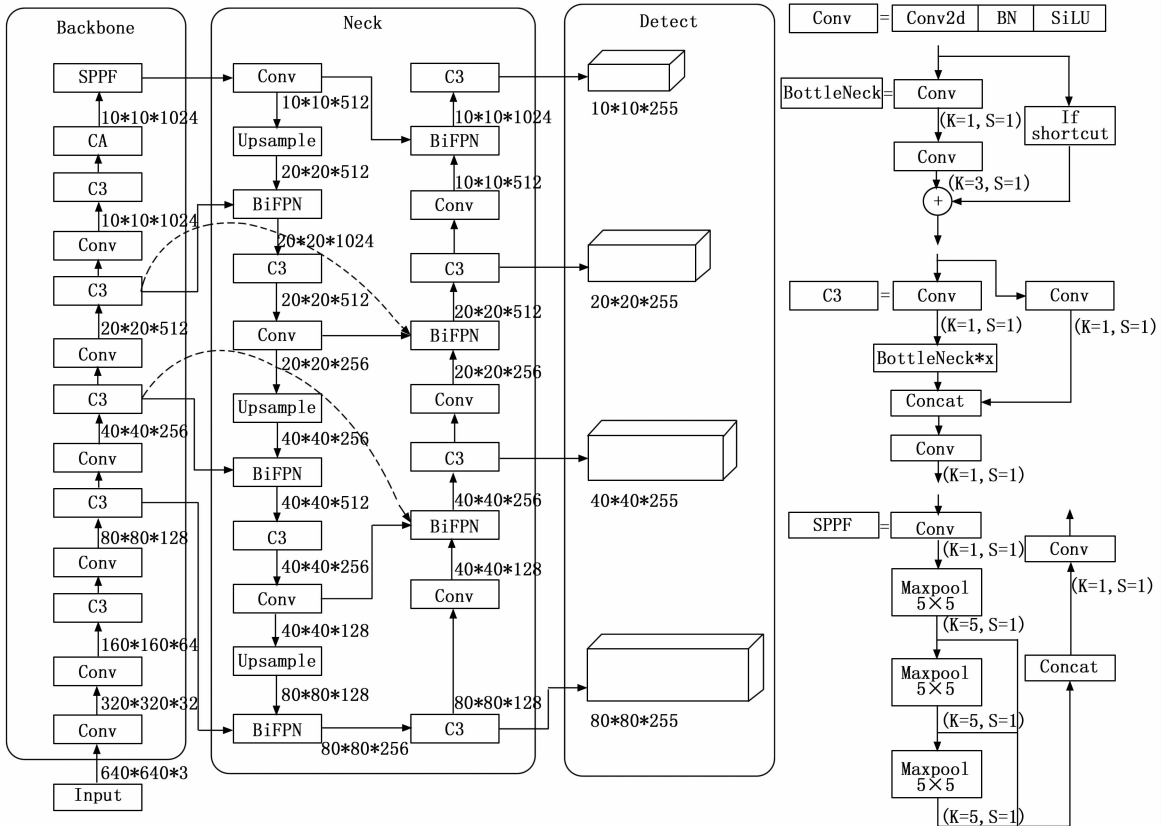 Backbone
SPPF
10*10*1024
CA
C3
10*10*1024
Conv
C3
20*20*512
Conv
C3
40*40*256
Conv
C3
80*80*128
Conv
C3
160*160*64
Conv
320*320*32
Conv
640*640*3
Input
Neck
Conv
10*10*512
Upsample
20*20*512
BiFPN
20*20*1024
C3
20*20*512
Conv
20*20*256
Upsample
40*40*256
BiFPN
40*40*512
C3
40*40*256
Conv
40*40*128
Upsample
80*80*128
BiFPN
80*80*256
C3
10*10*1024
BiFPN
10*10*512
Conv
C3
20*20*512
BiFPN
20*20*256
Conv
C3
40*40*256
BiFPN
40*40*128
Conv
80*80*128
C3
Detect
10*10*255
20*20*255
40*40*255
80*80*255
Conv = Conv2d BN SiLU
BottleNeck = Conv
(K=1, S=1)
If
shortcut
Conv
(K=3, S=1)
+
C3 = Conv
Conv
(K=1, S=1)
(K=1, S=1)
BottleNeck*x
Concat
Conv
(K=1, S=1)
SPPF = Conv
(K=1, S=1)
Conv
(K=1, S=1)
Maxpool
5×5
(K=5, S=1)
Maxpool
5×5
Concat
(K=5, S=1)
Maxpool
5×5
(K=5, S=1)